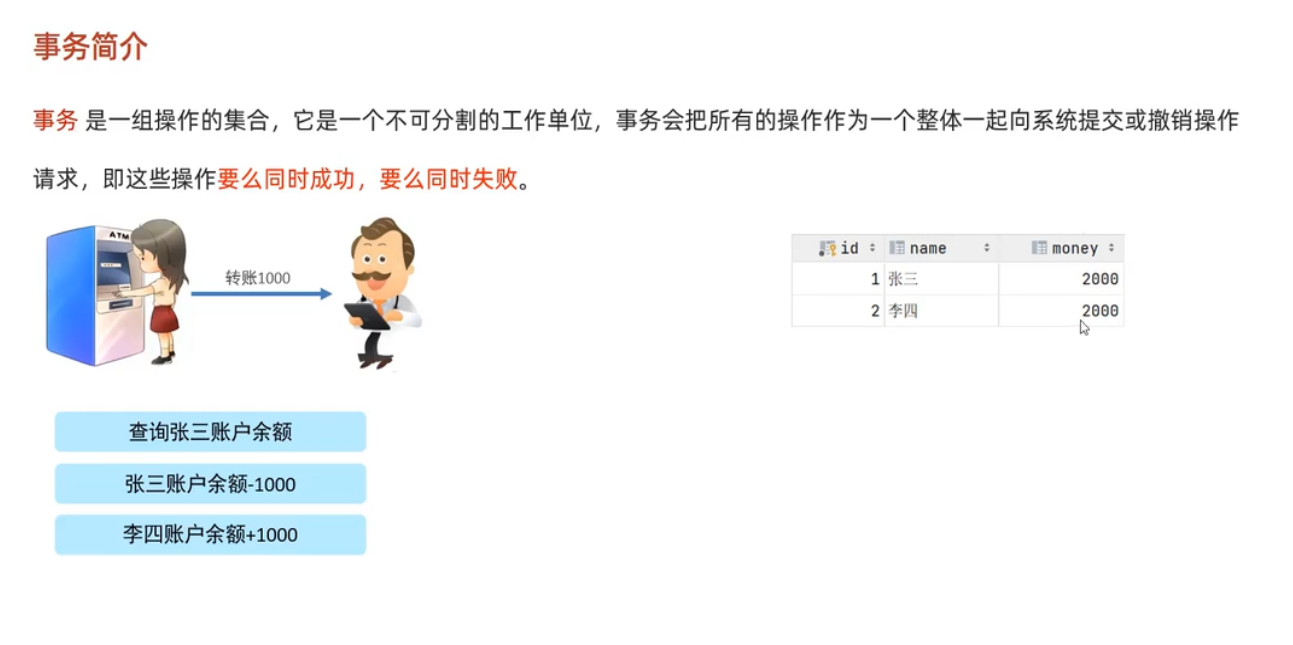 事务简介
事务 是一组操作的集合，它是一个不可分割的工作单位，事务会把所有的操作作为一个整体一起向系统提交或撤销操作
请求，即这些操作要么同时成功，要么同时失败。
ATM
转账1000
id name money
1 张三 2000
2 李四 2000
查询张三账户余额
张三账户余额-1000
李四账户余额+1000